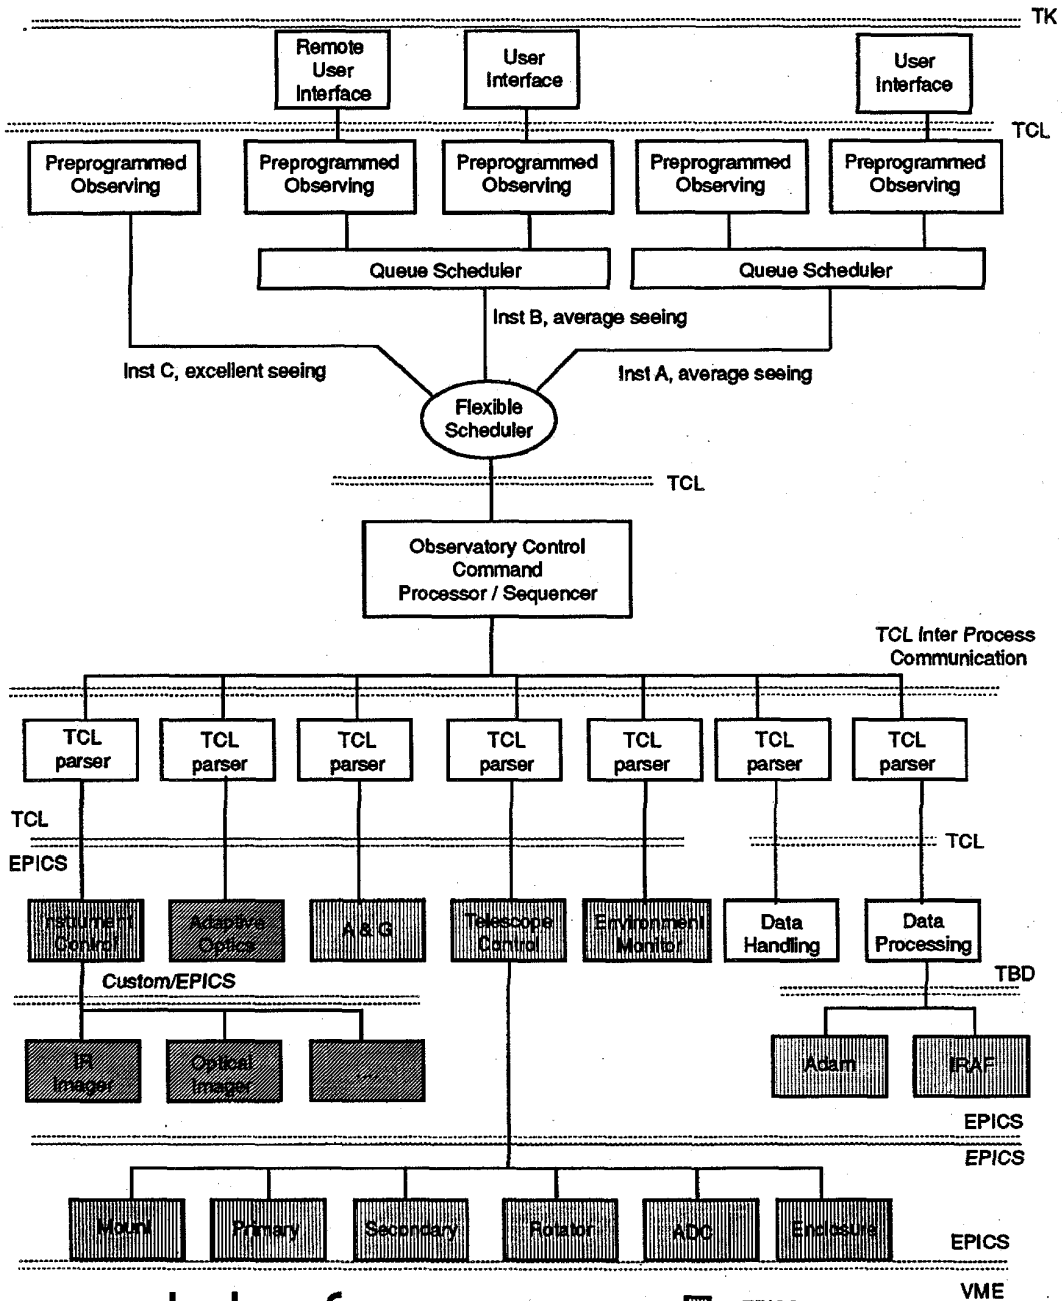 TK
Remote
User
Interface
User
Interface
User
Interface
TCL
Preprogrammed
Observing
Preprogrammed
Observing
Preprogrammed
Observing
Preprogrammed
Observing
Preprogrammed
Observing
Queue Scheduler
Queue Scheduler
Inst B, average seeing
Inst C, excellent seeing
Inst A, average seeing
Flexible
Scheduler
TCL
Observatory Control
Command
Processor / Sequencer
TCL Inter Process
Communication
TCL
parser
TCL
parser
TCL
parser
TCL
parser
TCL
parser
TCL
parser
TCL
parser
TCL
TCL
EPICS
Instrument
Control
Adaptive
Optics
A & G
Telescope
Control
Environment
Monitor
Data
Handling
Data
Processing
Custom/EPICS
TBD
IR
Imager
Optical
Imager
....
Adam
IRAF
EPICS
EPICS
Mount
Primary
Secondary
Rotator
ADC
Enclosure
EPICS
VME